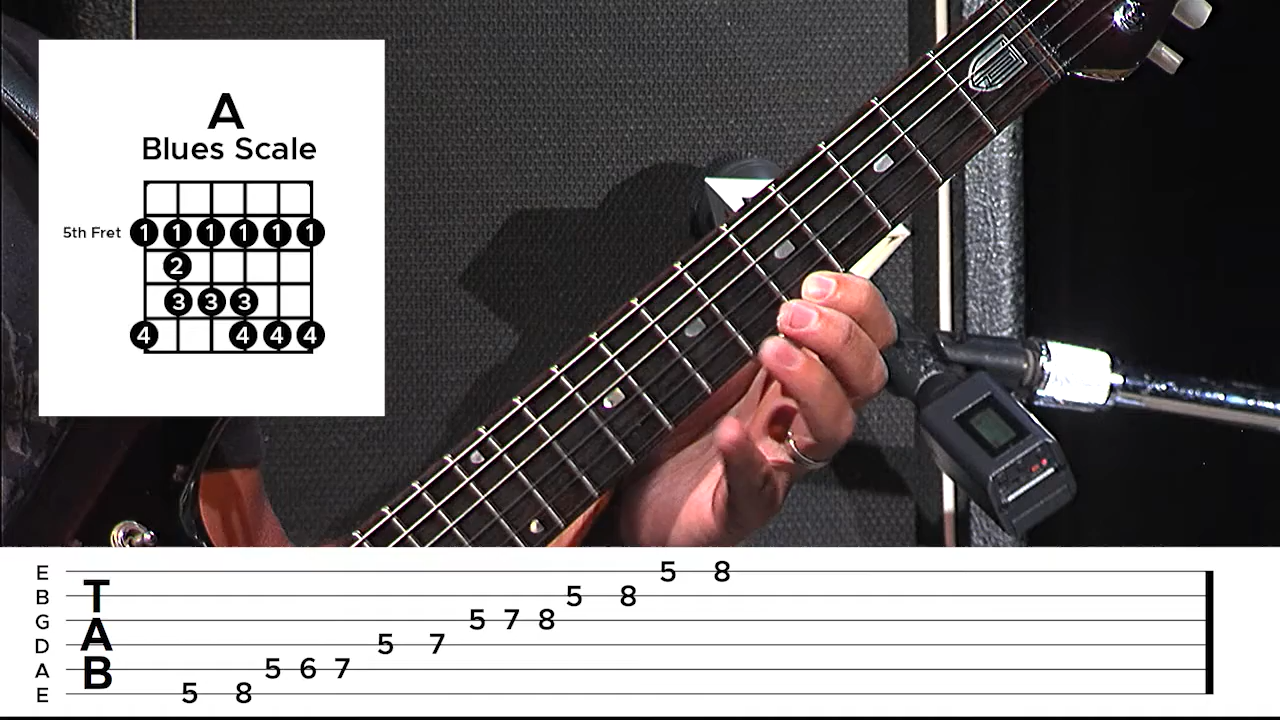 A
Blues Scale
5th Fret
1 1 1 1 1 1
2
3 3 3
4 4 4 4
E 5 8
B 5 8
G 5 7 8
D 5 7
A 5 6 7
E 5 8
TAB